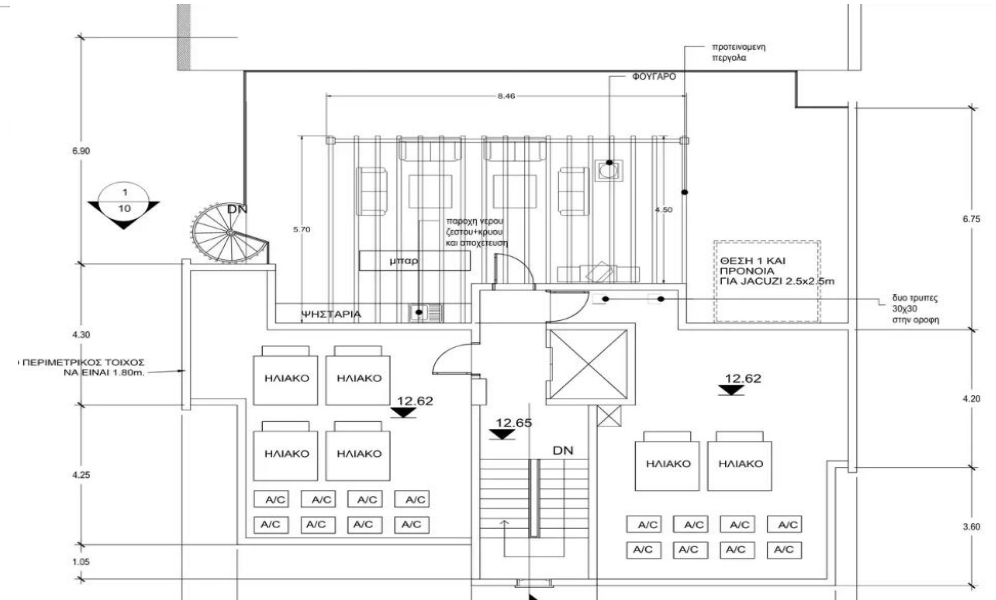 προτεινομενη
περγολα
ΦΟΥΓΑΡΟ
8.46
6.90
1
10
DN
5.70
4.50
παροχη νερου
ζεστου+κρυου
και αποχετευση
μπαρ
6.75
ΘΕΣΗ 1 ΚΑΙ
ΠΡΟΝΟΙΑ
ΓΙΑ JACUZI 2.5x2.5m
δυο τρυπες
30χ30
στην οροφη
ΨΗΣΤΑΡΙΑ
4.30
ΠΕΡΙΜΕΤΡΙΚΟΣ ΤΟΙΧΟΣ
ΝΑ ΕΙΝΑΙ 1.80m.
ΗΛΙΑΚΟ ΗΛΙΑΚΟ
12.62
12.62
4.20
12.65
DN
ΗΛΙΑΚΟ ΗΛΙΑΚΟ
ΗΛΙΑΚΟ ΗΛΙΑΚΟ
4.25
A/C A/C A/C A/C
A/C A/C A/C A/C
A/C A/C A/C A/C
A/C A/C A/C A/C
3.60
1.05